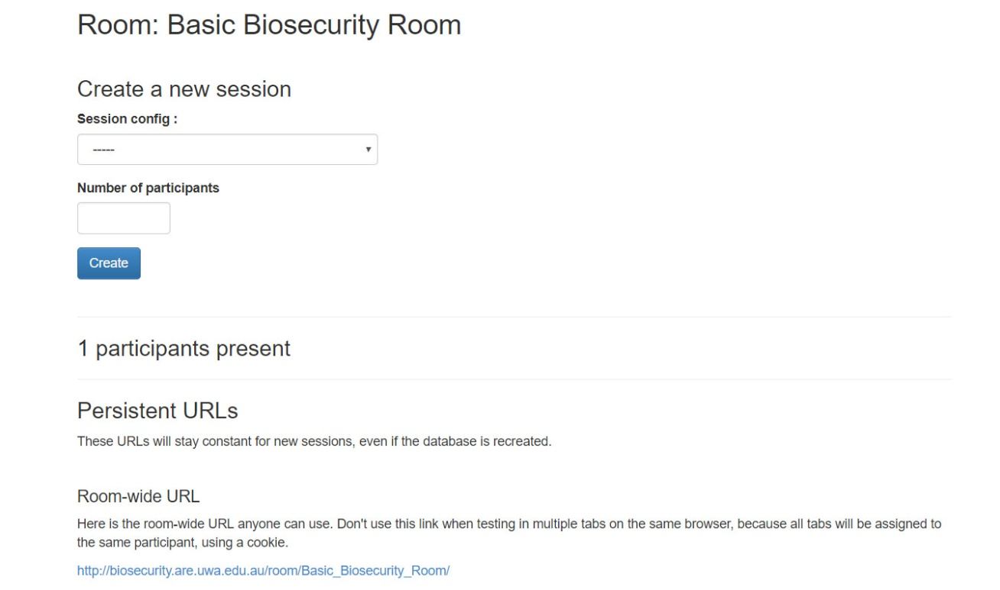 Room: Basic Biosecurity Room
Create a new session
Session config :
-----
Number of participants
Create
1 participants present
Persistent URLs
These URLs will stay constant for new sessions, even if the database is recreated.
Room-wide URL
Here is the room-wide URL anyone can use. Don't use this link when testing in multiple tabs on the same browser, because all tabs will be assigned to
the same participant, using a cookie.
http://biosecurity.are.uwa.edu.au/room/Basic_Biosecurity_Room/